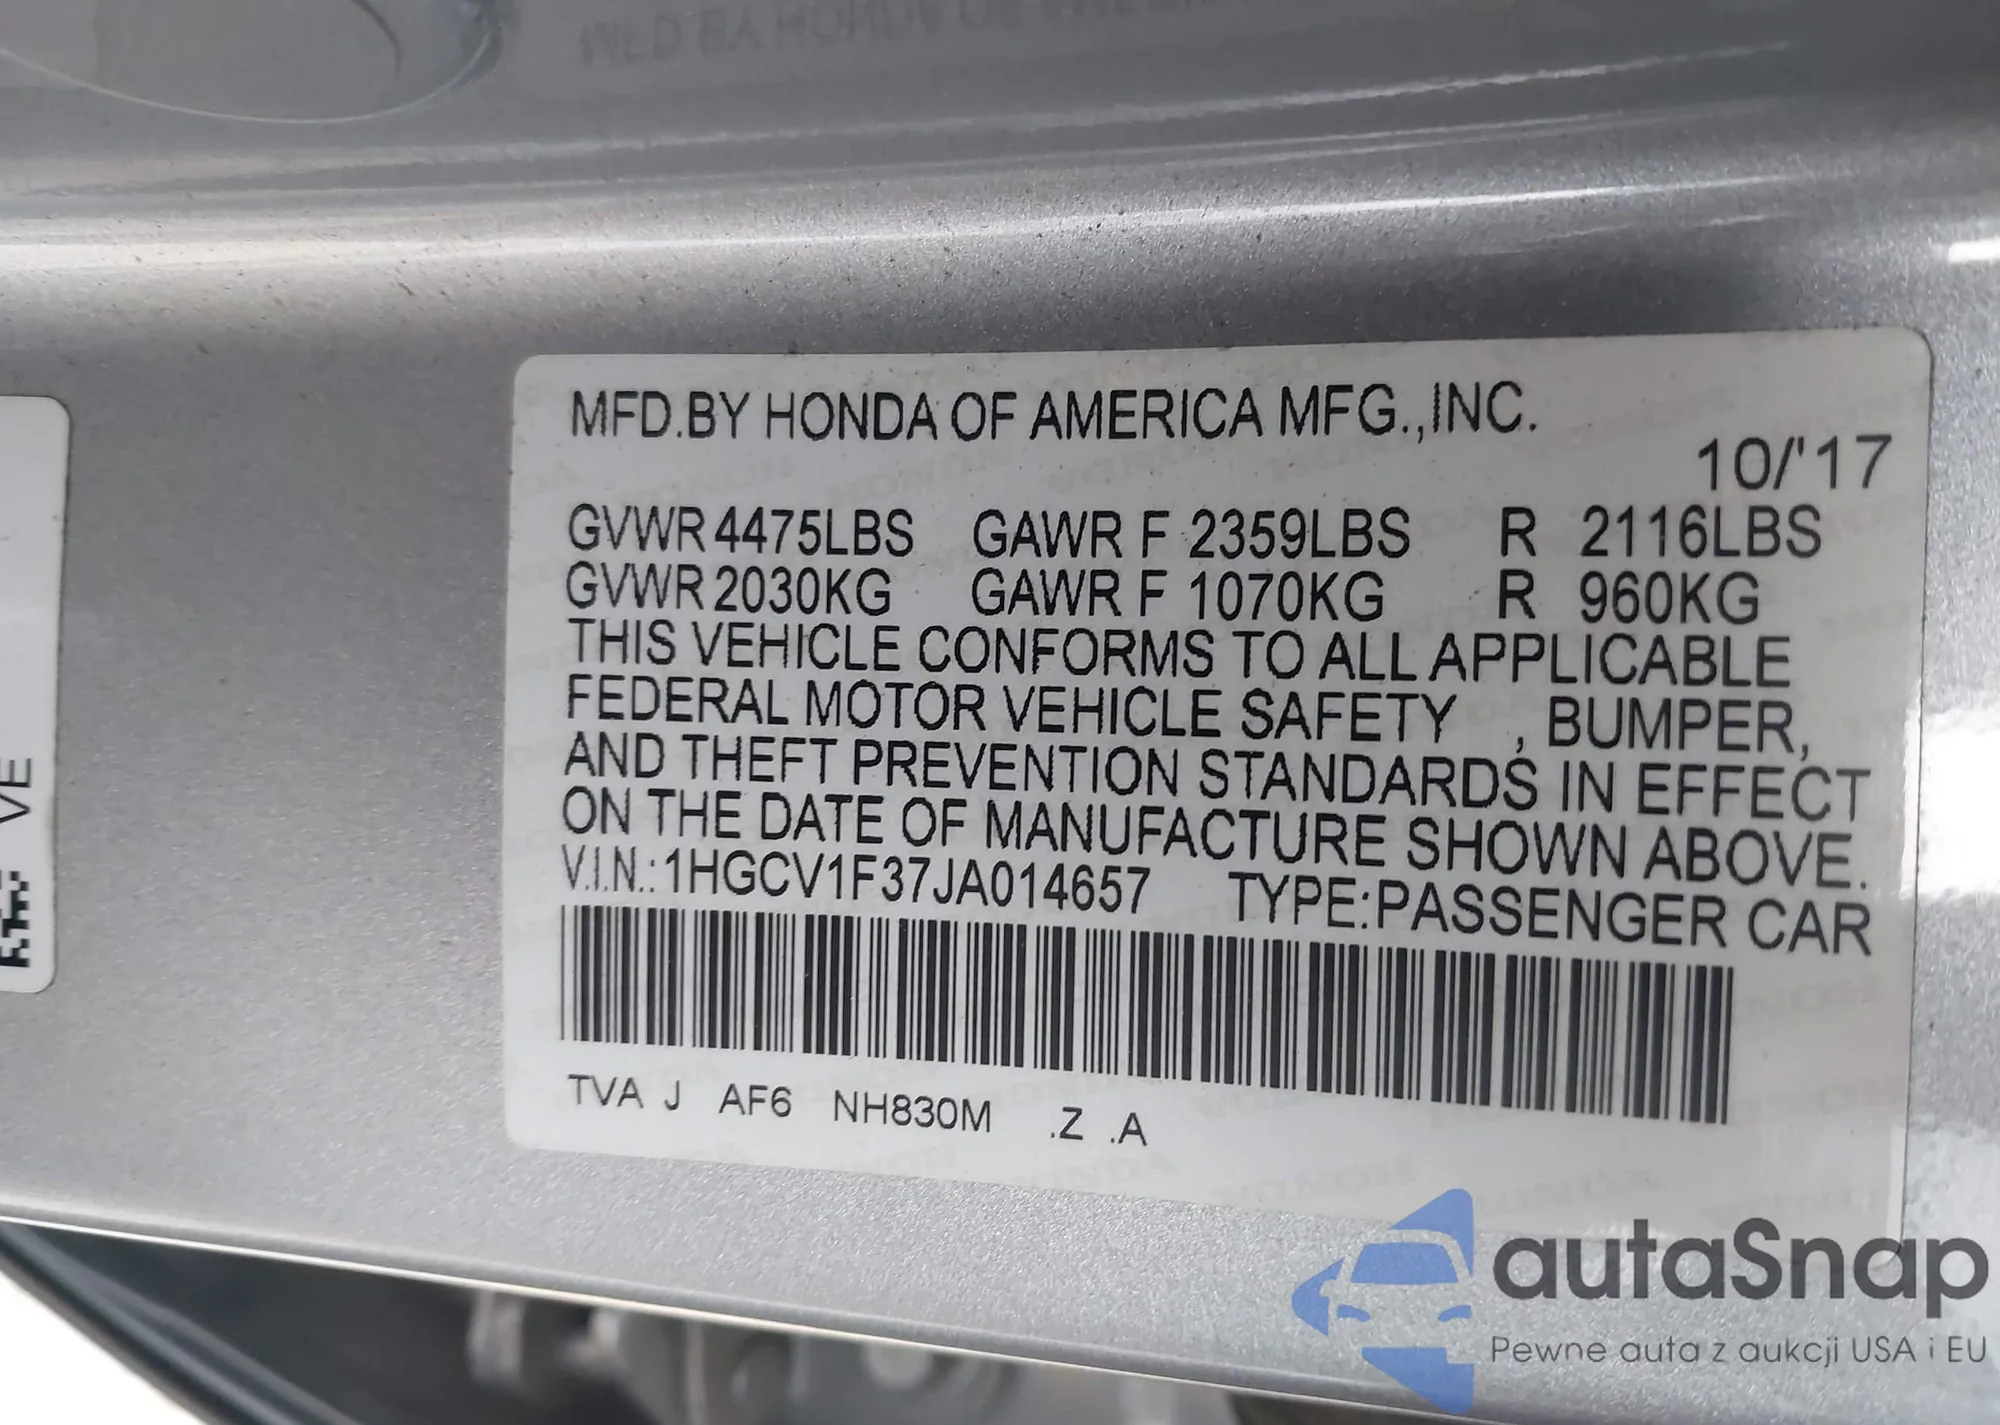 MFD.BY HONDA OF AMERICA MFG.,INC.
10/'17
GVWR 4475LBS GAWR F 2359LBS R 2116LBS
GVWR 2030KG GAWR F 1070KG R 960KG
THIS VEHICLE CONFORMS TO ALL APPLICABLE
FEDERAL MOTOR VEHICLE SAFETY , BUMPER,
AND THEFT PREVENTION STANDARDS IN EFFECT
ON THE DATE OF MANUFACTURE SHOWN ABOVE.
V.I.N.: 1HGCV1F37JA014657 TYPE:PASSENGER CAR
TVA J AF6 NH830M .Z .A
VE
autaSnap
Pewne auta z aukcji USA i EU